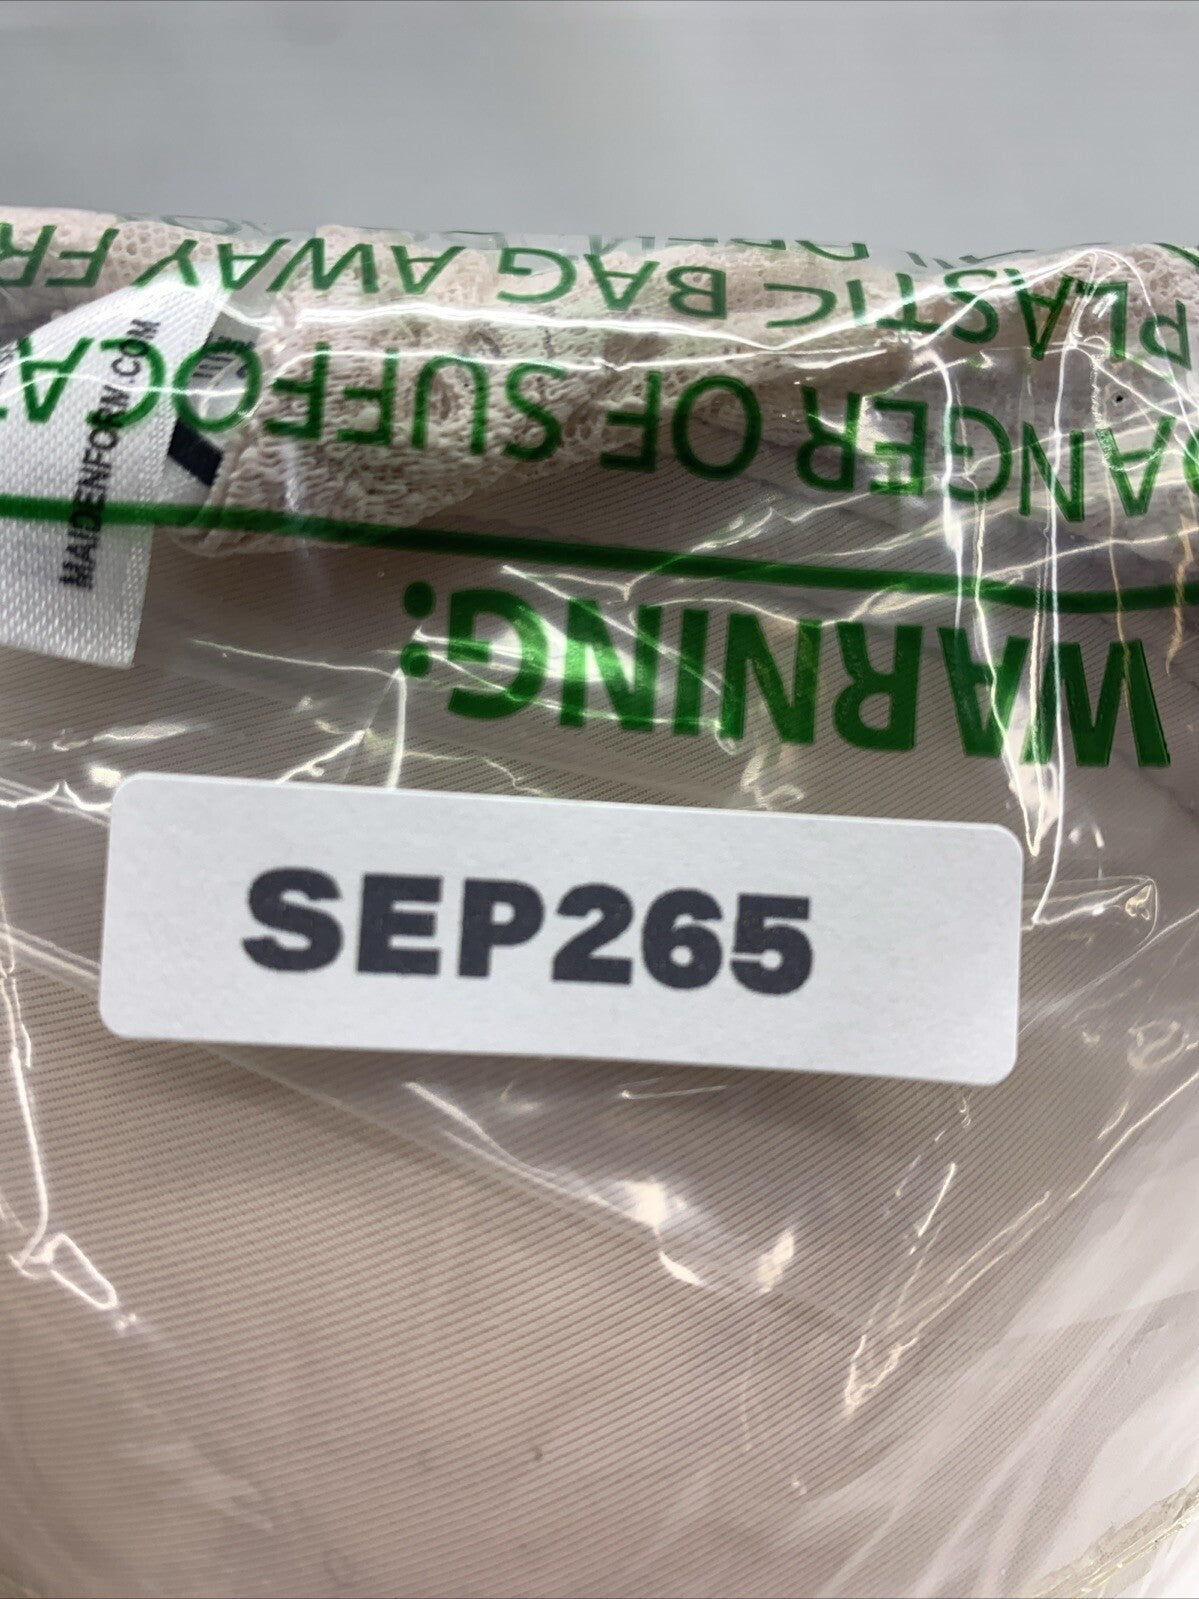 WARNING:
DANGER OF SUFFOCAT
PLASTIC BAG AWAY FR
MAIDENFORM.COM
SEP265